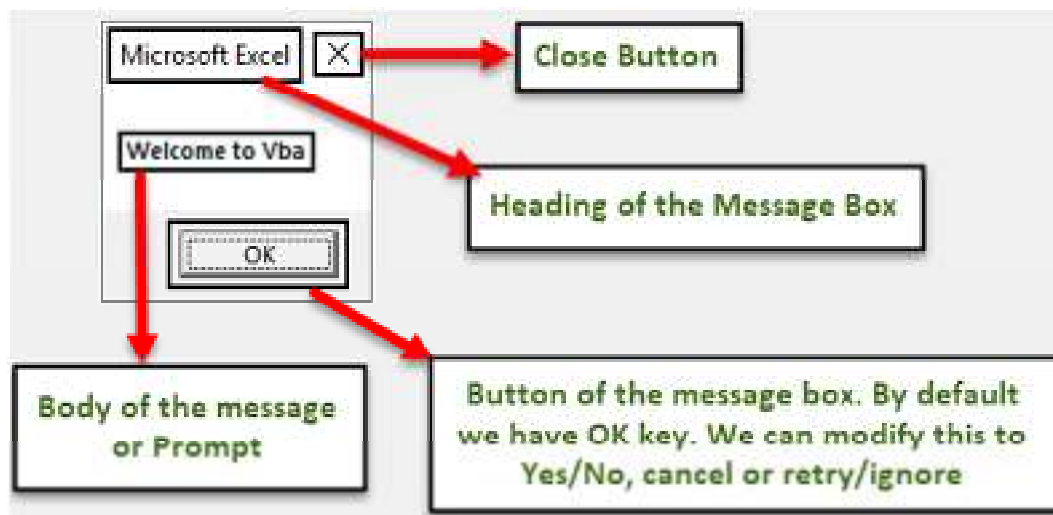 Microsoft Excel
Close Button
Welcome to Vba
Heading of the Message Box
OK
Body of the message
or Prompt
Button of the message box. By default
we have OK key. We can modify this to
Yes/No, cancel or retry/ignore